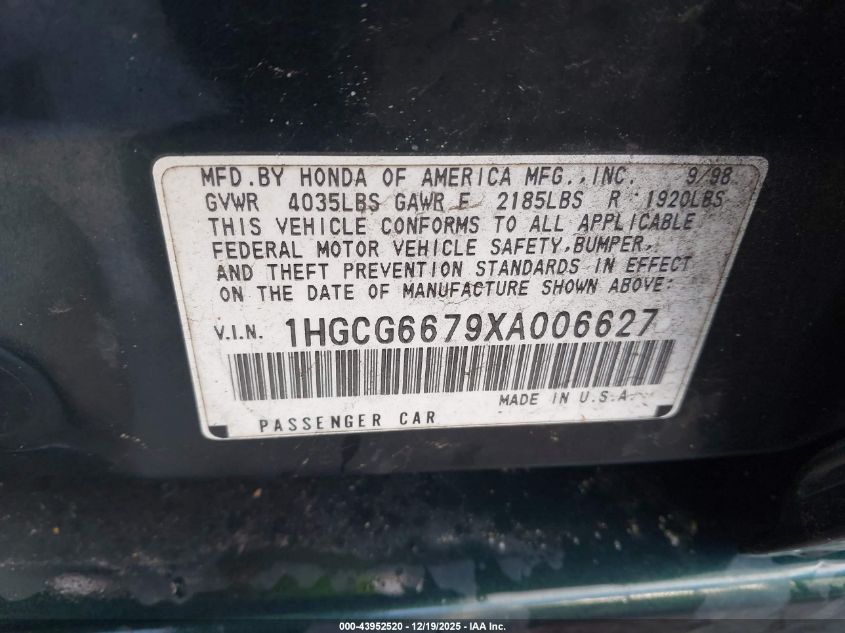 MFD.BY HONDA OF AMERICA MFG.,INC. 9/98
GVWR 4035LBS GAWR F 2185LBS R 1920LBS
THIS VEHICLE CONFORMS TO ALL APPLICABLE
FEDERAL MOTOR VEHICLE SAFETY,BUMPER,
AND THEFT PREVENTION STANDARDS IN EFFECT
ON THE DATE OF MANUFACTURE SHOWN ABOVE:
V.I.N. 1HGCG6679XA006627
MADE IN U.S.A
PASSENGER CAR
000-43952520 - 12/19/2025 - IAA Inc.